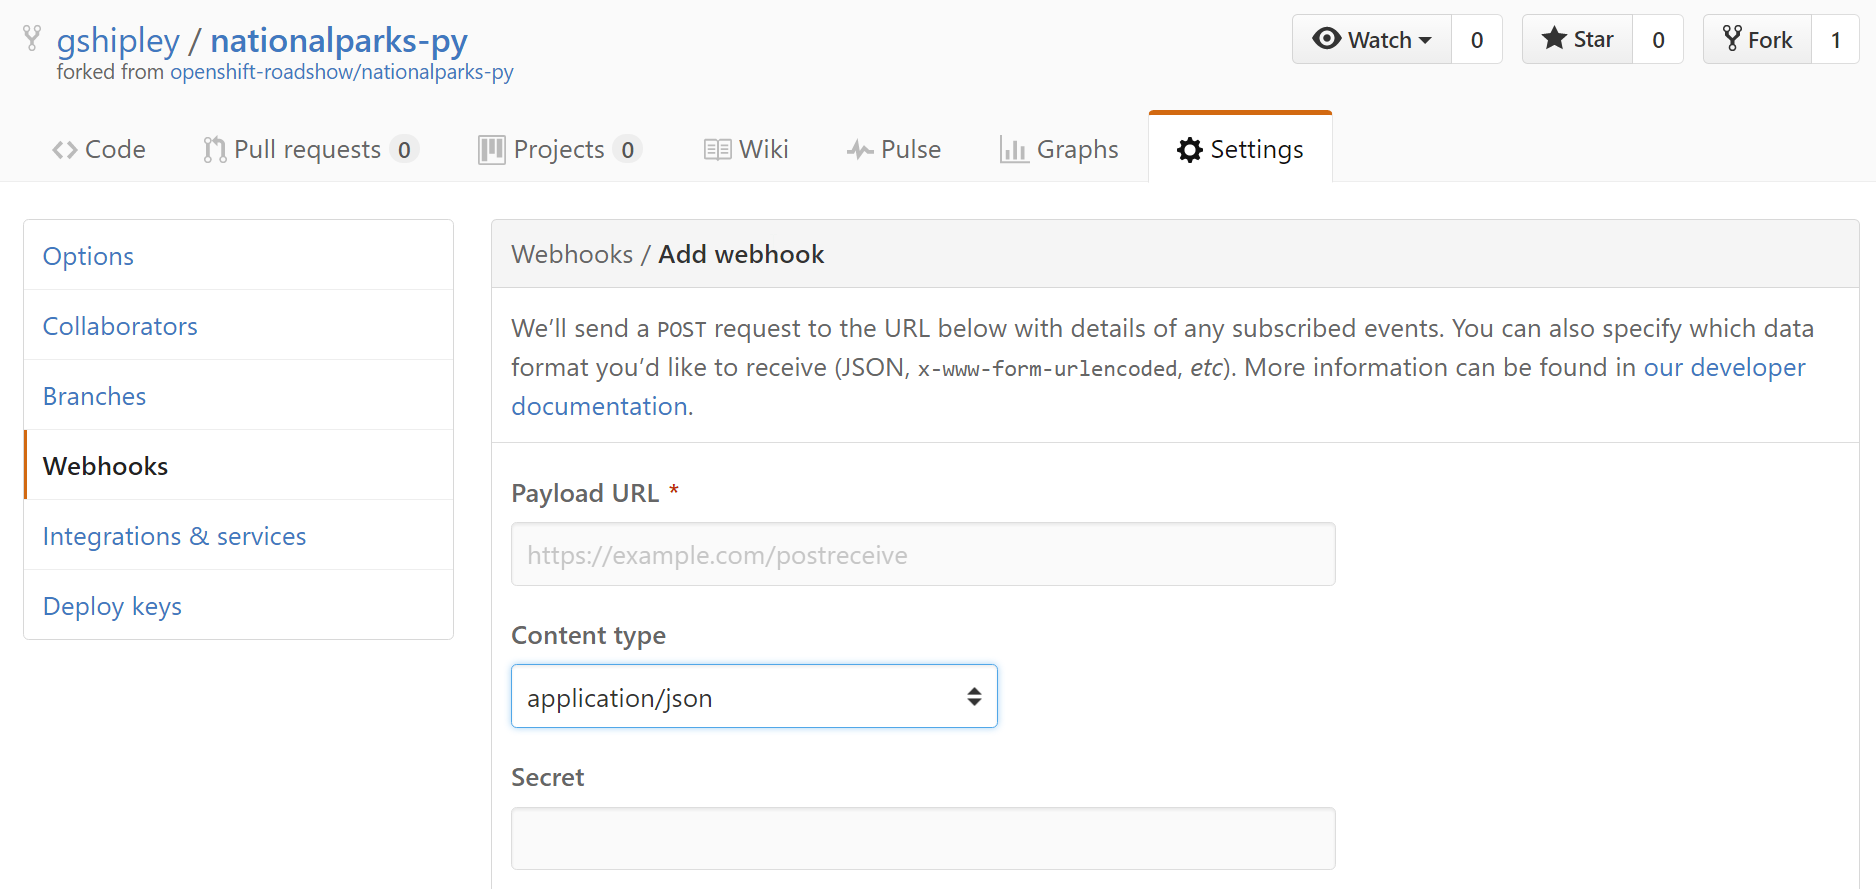 gshipley / nationalparks-py
forked from openshift-roadshow/nationalparks-py
Watch 0 Star 0 Fork 1
Code Pull requests 0 Projects 0 Wiki Pulse Graphs Settings
Options
Collaborators
Branches
Webhooks
Integrations & services
Deploy keys
Webhooks / Add webhook
We’ll send a POST request to the URL below with details of any subscribed events. You can also specify which data
format you’d like to receive (JSON, x-www-form-urlencoded, etc). More information can be found in our developer
documentation.
Payload URL *
https://example.com/postreceive
Content type
application/json
Secret